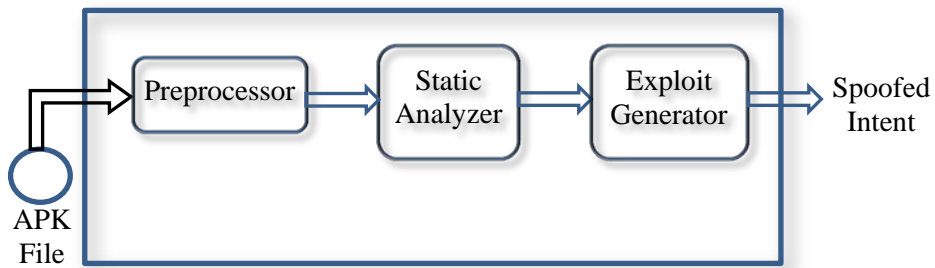 Preprocessor
Static
Analyzer
Exploit
Generator
Spoofed
Intent
APK
File